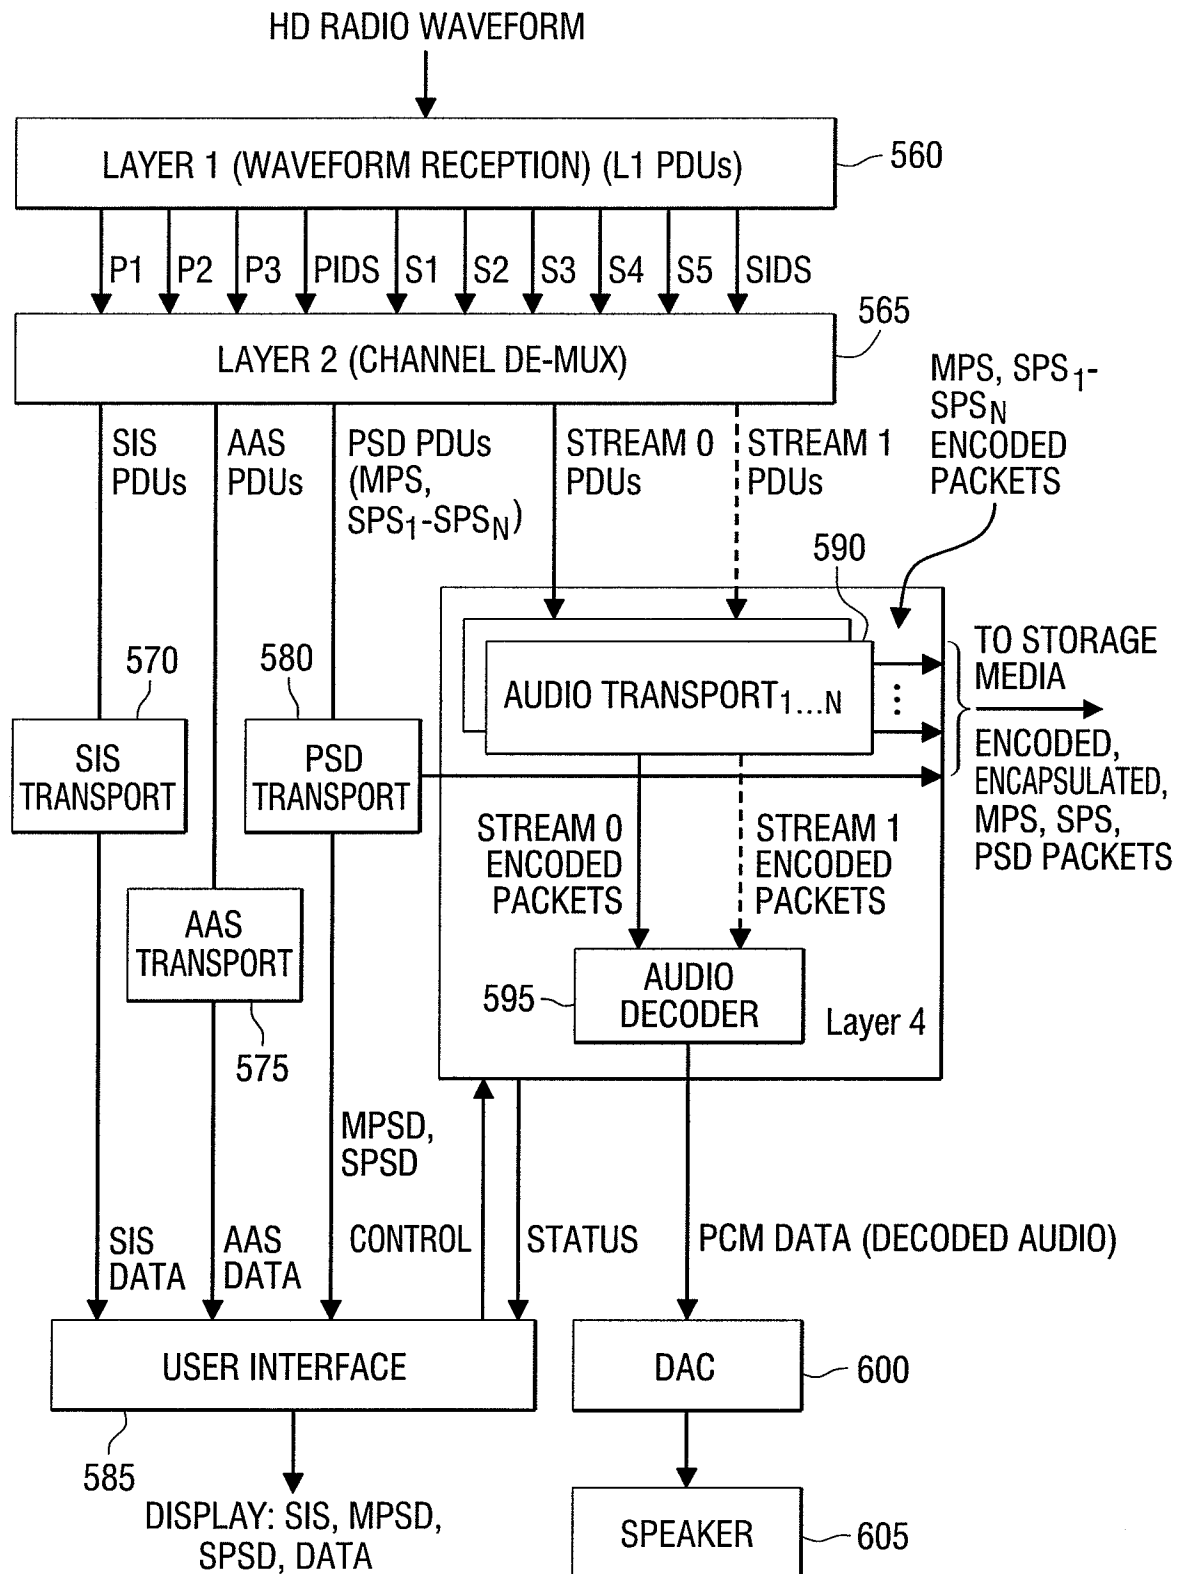 HD RADIO WAVEFORM
LAYER 1 (WAVEFORM RECEPTION) (L1 PDUs)
560
P1 P2 P3 PIDS S1 S2 S3 S4 S5 SIDS
565
LAYER 2 (CHANNEL DE-MUX)
MPS, SPS1-
SPSN
ENCODED
PACKETS
SIS
PDUs
AAS
PDUs
PSD PDUs
(MPS,
SPS1-SPSN)
STREAM 0
PDUs
STREAM 1
PDUs
590
570
580
AUDIO TRANSPORT1...N
TO STORAGE
MEDIA
SIS
TRANSPORT
PSD
TRANSPORT
ENCODED,
ENCAPSULATED,
MPS, SPS,
PSD PACKETS
STREAM 0
ENCODED
PACKETS
STREAM 1
ENCODED
PACKETS
AAS
TRANSPORT
575
595
AUDIO
DECODER
Layer 4
MPSD,
SPSD
SIS
DATA
AAS
DATA
CONTROL
STATUS
PCM DATA (DECODED AUDIO)
USER INTERFACE
585
DAC
600
DISPLAY: SIS, MPSD,
SPSD, DATA
SPEAKER
605